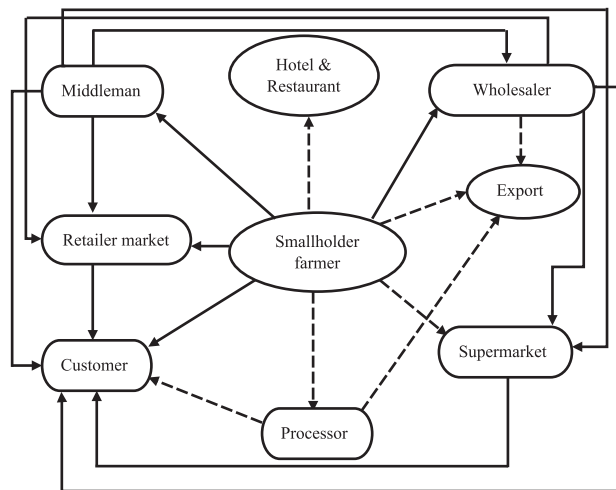 Hotel &
Restaurant
Middleman
Wholesaler
Export
Retailer market
Smallholder
farmer
Customer
Supermarket
Processor